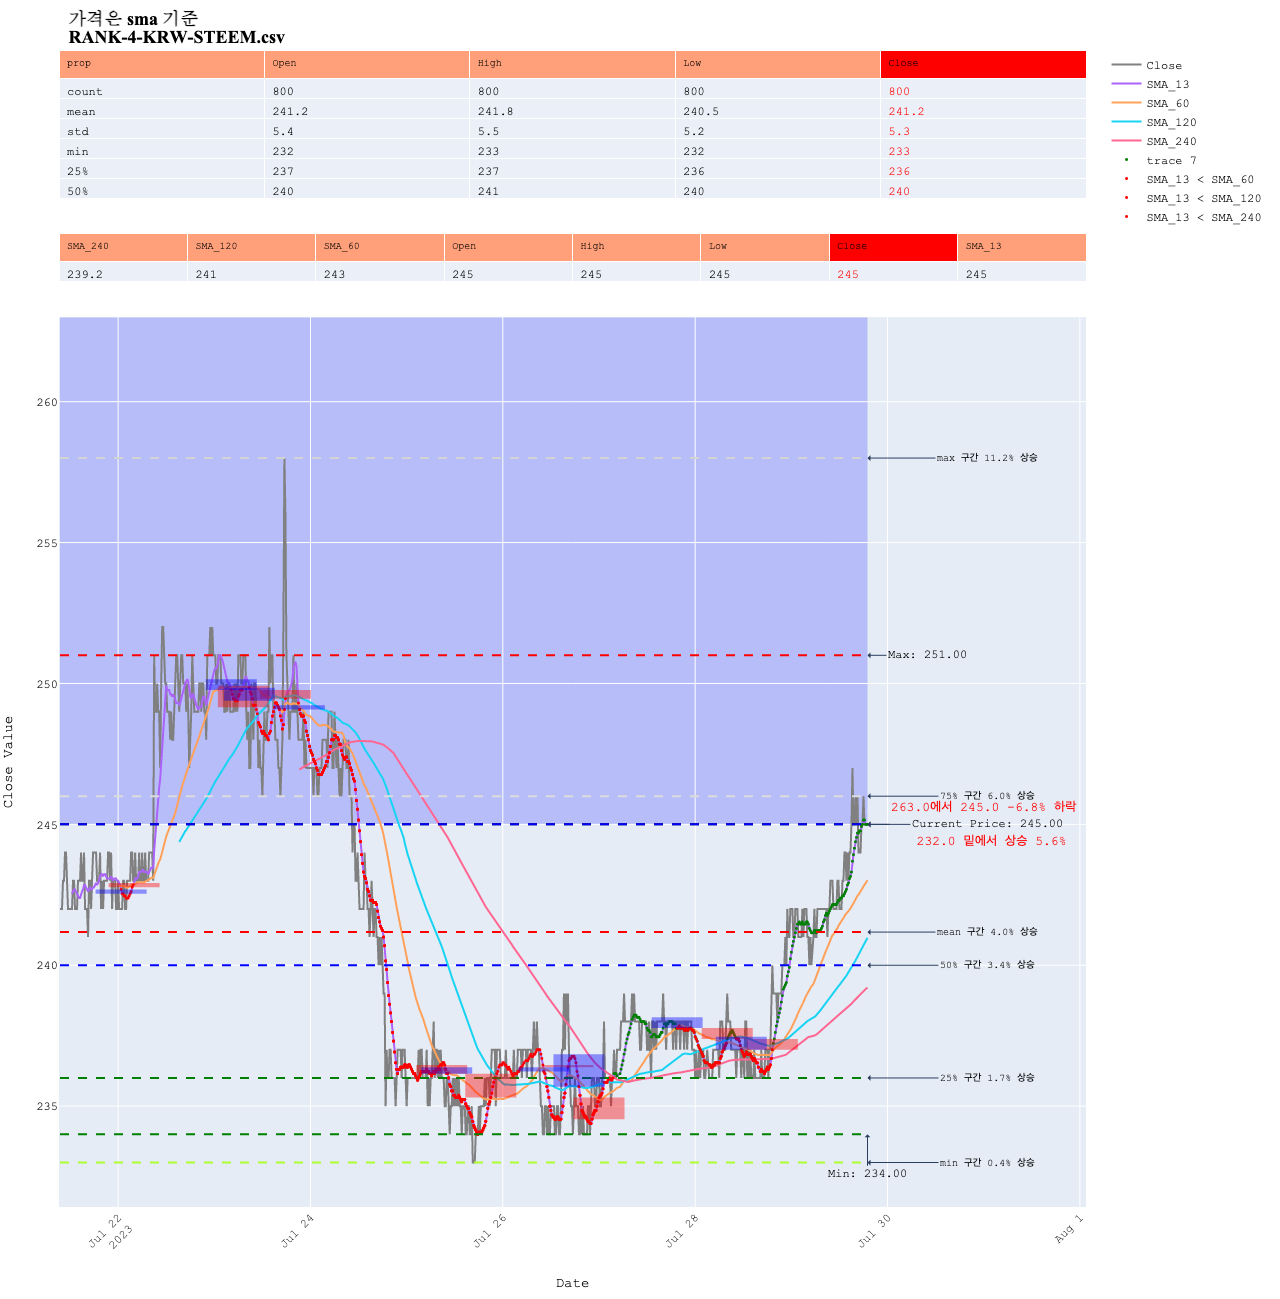 가격은 sma 기준
RANK-4-KRW-STEEM.csv
prop Open High Low Close
count 800 800 800 800
mean 241.2 241.8 240.5 241.2
std 5.4 5.5 5.2 5.3
min 232 233 232 233
25% 237 237 236 236
50% 240 241 240 240
SMA_240 SMA_120 SMA_60 Open High Low Close SMA_13
239.2 241 243 245 245 245 245 245
Close
SMA_13
SMA_60
SMA_120
SMA_240
trace 7
SMA_13 < SMA_60
SMA_13 < SMA_120
SMA_13 < SMA_240
Close Value
260
255
250
245
240
235
max 구간 11.2% 상승
Max: 251.00
75% 구간 6.0% 상승
263.0에서 245.0 -6.8% 하락
Current Price: 245.00
232.0 밑에서 상승 5.6%
mean 구간 4.0% 상승
50% 구간 3.4% 상승
25% 구간 1.7% 상승
min 구간 0.4% 상승
Min: 234.00
Jul 22
2023
Jul 24
Jul 26
Jul 28
Jul 30
Aug 1
Date